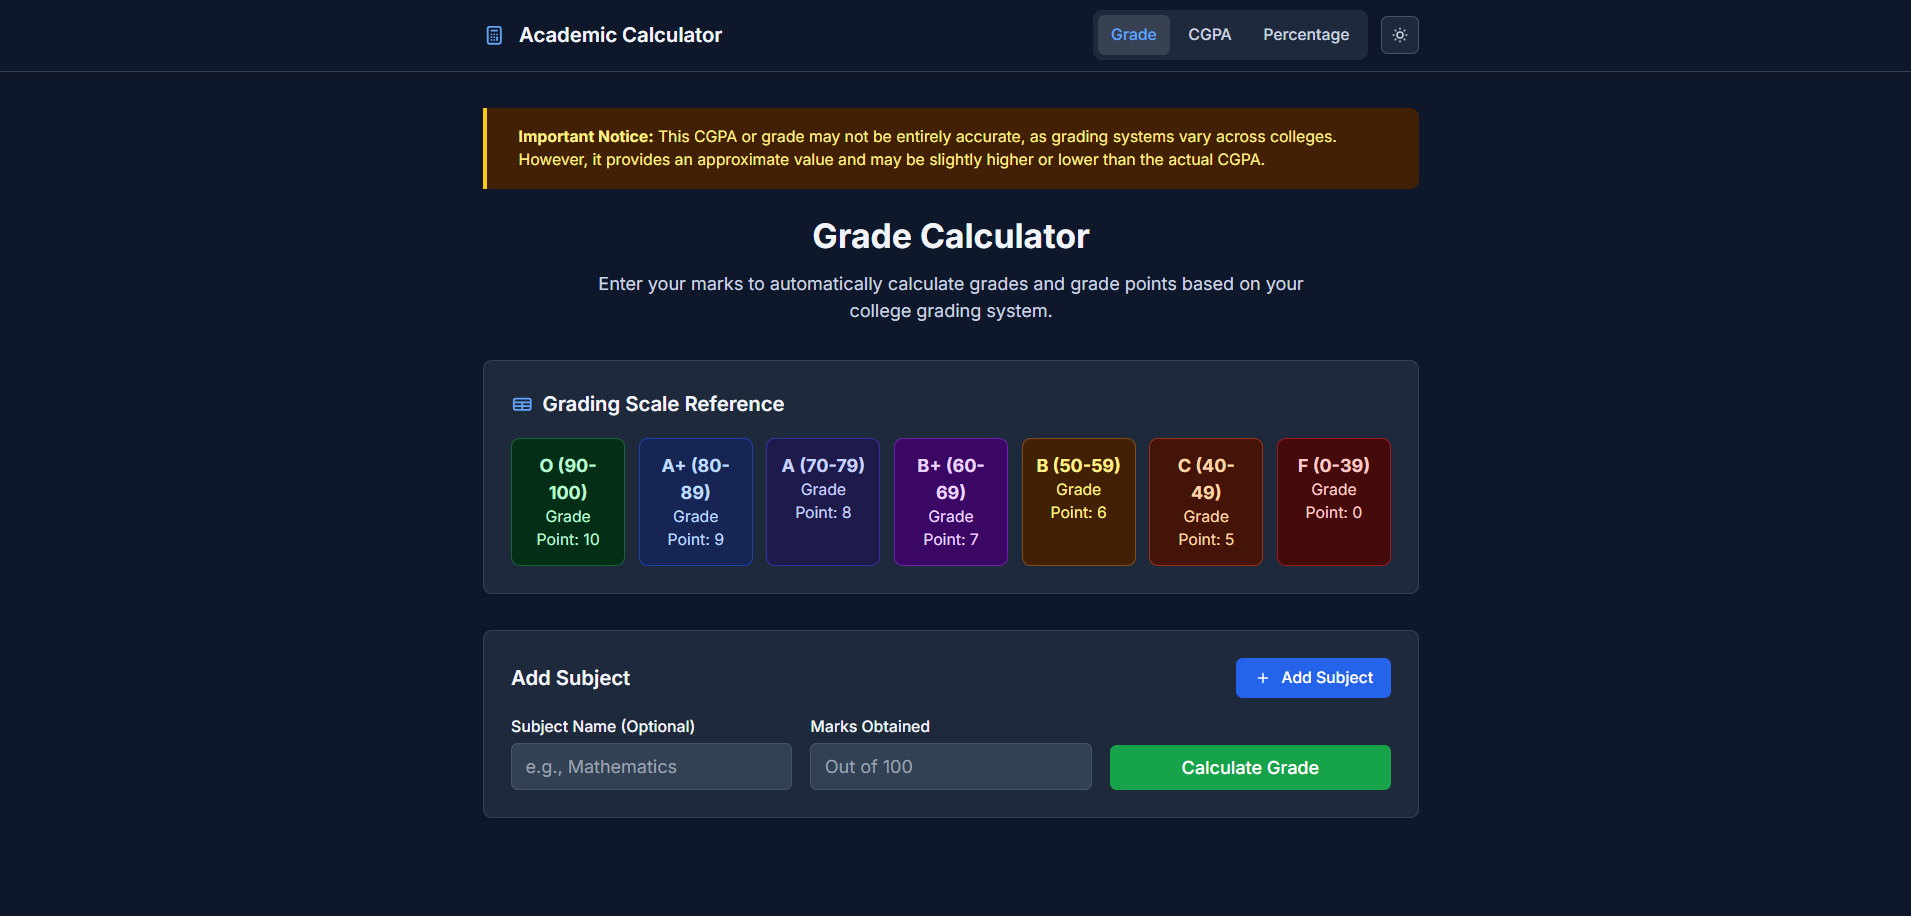 Academic Calculator
Grade
CGPA
Percentage
Important Notice: This CGPA or grade may not be entirely accurate, as grading systems vary across colleges.
However, it provides an approximate value and may be slightly higher or lower than the actual CGPA.
Grade Calculator
Enter your marks to automatically calculate grades and grade points based on your
college grading system.
Grading Scale Reference
O (90-
100)
Grade
Point: 10
A+ (80-
89)
Grade
Point: 9
A (70-79)
Grade
Point: 8
B+ (60-
69)
Grade
Point: 7
B (50-59)
Grade
Point: 6
C (40-
49)
Grade
Point: 5
F (0-39)
Grade
Point: 0
Add Subject
+ Add Subject
Subject Name (Optional)
e.g., Mathematics
Marks Obtained
Out of 100
Calculate Grade